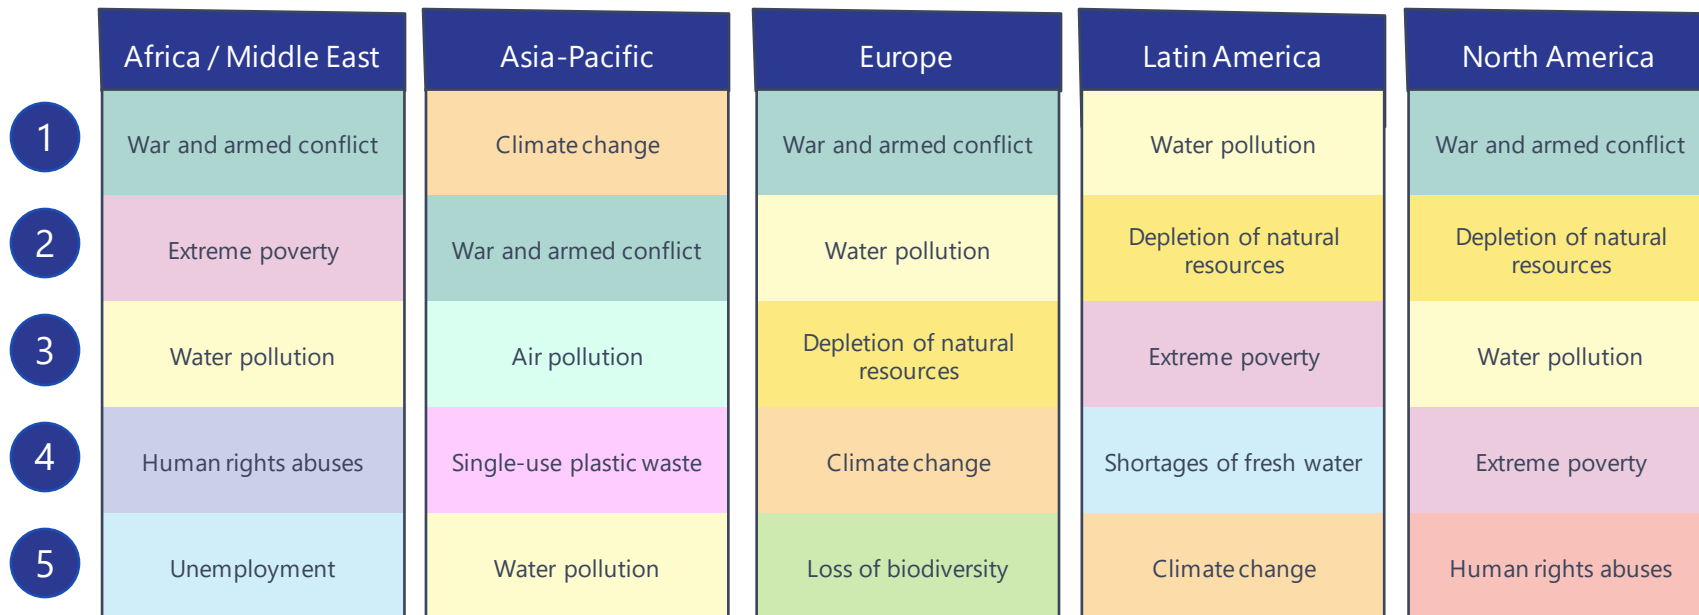 Africa / Middle East
Asia-Pacific
Europe
Latin America
North America
1
War and armed conflict
Climate change
War and armed conflict
Water pollution
War and armed conflict
2
Extreme poverty
War and armed conflict
Water pollution
Depletion of natural
resources
Depletion of natural
resources
3
Water pollution
Air pollution
Depletion of natural
resources
Extreme poverty
Water pollution
4
Human rights abuses
Single-use plastic waste
Climate change
Shortages of fresh water
Extreme poverty
5
Unemployment
Water pollution
Loss of biodiversity
Climate change
Human rights abuses